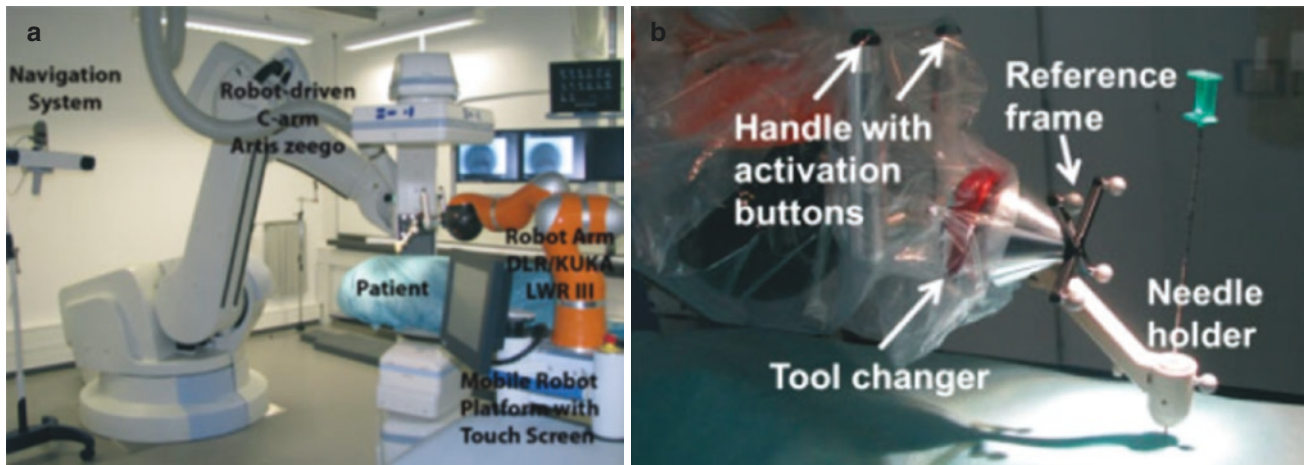 a
Navigation
System
Robot-driven
C-arm
Artis zeego
Robot Arm
DLR/KUKA
LWR III
Patient
Mobile Robot
Platform with
Touch Screen
b
Reference
frame
Handle with
activation
buttons
Needle
holder
Tool changer